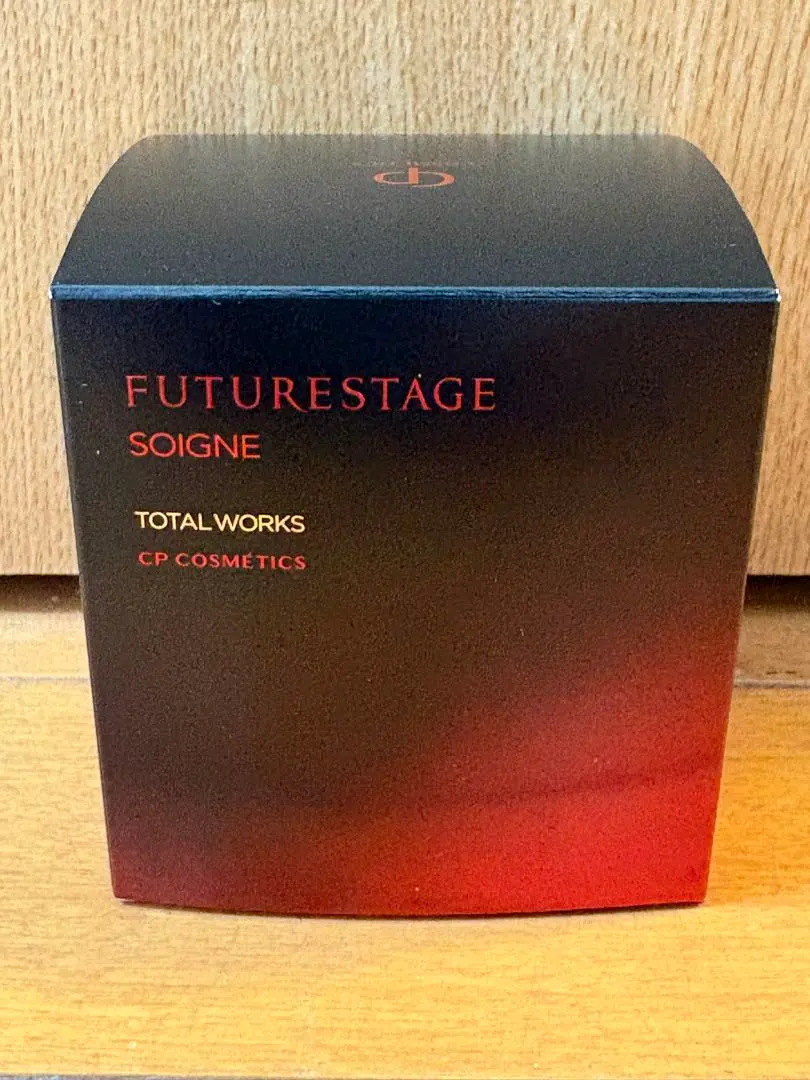 FUTURESTAGE
SOIGNE
TOTAL WORKS
CP COSMETICS